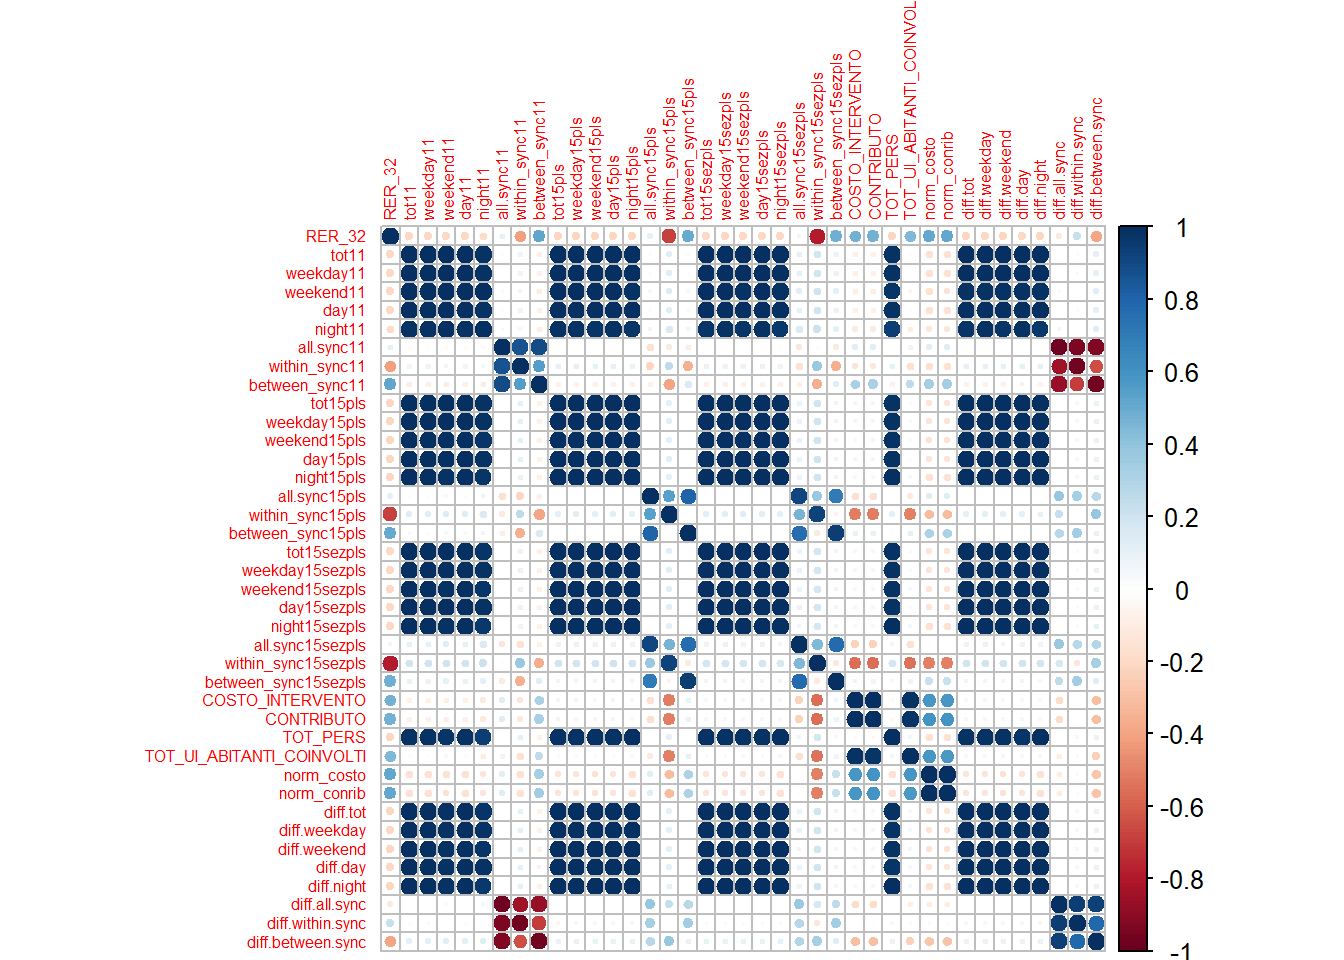 RER_32
tot11
weekday11
weekend11
day11
night11
all.sync11
within_sync11
between_sync11
tot15pls
weekday15pls
weekend15pls
day15pls
night15pls
all.sync15pls
within_sync15pls
between_sync15pls
tot15sezpls
weekday15sezpls
weekend15sezpls
day15sezpls
night15sezpls
all.sync15sezpls
within_sync15sezpls
between_sync15sezpls
COSTO_INTERVENTO
CONTRIBUTO
TOT_PERS
TOT_UI_ABITANTI_COINVOL
norm_costo
norm_conrib
diff.tot
diff.weekday
diff.weekend
diff.day
diff.night
diff.all.sync
diff.within.sync
diff.between.sync
RER_32
tot11
weekday11
weekend11
day11
night11
all.sync11
within_sync11
between_sync11
tot15pls
weekday15pls
weekend15pls
day15pls
night15pls
all.sync15pls
within_sync15pls
between_sync15pls
tot15sezpls
weekday15sezpls
weekend15sezpls
day15sezpls
night15sezpls
all.sync15sezpls
within_sync15sezpls
between_sync15sezpls
COSTO_INTERVENTO
CONTRIBUTO
TOT_PERS
TOT_UI_ABITANTI_COINVOLTI
norm_costo
norm_conrib
diff.tot
diff.weekday
diff.weekend
diff.day
diff.night
diff.all.sync
diff.within.sync
diff.between.sync
1
0.8
0.6
0.4
0.2
0
-0.2
-0.4
-0.6
-0.8
-1